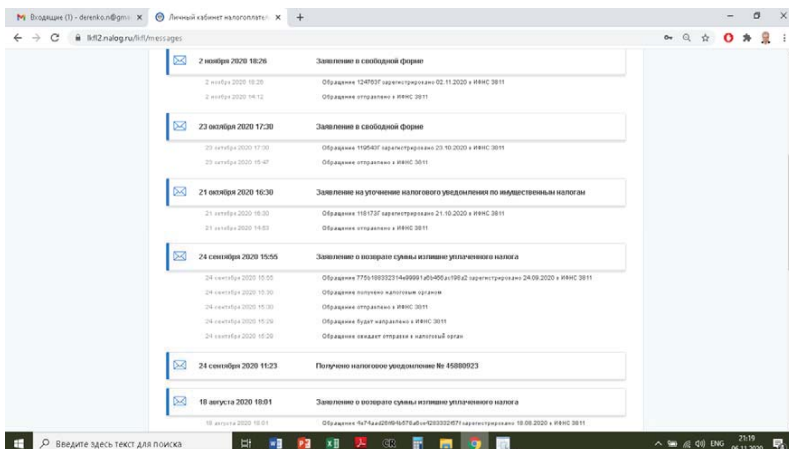 Входящие (1) - derenko.n@gma
Личный кабинет налогоплател
lkfl2.nalog.ru/lkfl/messages
2 ноября 2020 18:26 Заявление в свободной форме
2 ноября 2020 18:26 Обращение зарегистрировано 02.11.2020 в ИФНС 3811
2 ноября 2020 14:12 Обращение отправлено в ИФНС 3811
23 октября 2020 17:30 Заявление в свободной форме
23 октября 2020 17:30 Обращение зарегистрировано 23.10.2020 в ИФНС 3811
23 октября 2020 15:47 Обращение отправлено в ИФНС 3811
21 октября 2020 16:30 Заявление на уточнение налогового уведомления по имущественным налогам
21 октября 2020 16:30 Обращение зарегистрировано 21.10.2020 в ИФНС 3811
21 октября 2020 Обращение отправлено в ИФНС 3811
24 сентября 2020 15:55 Заявление о возврате суммы излишне уплаченного налога
24 сентября 2020 15:55 Обращение зарегистрировано 24.09.2020 в ИФНС 3811
24 сентября 2020 15:30 Обращение получено налоговым органом
24 сентября 2020 15:30 Обращение отправлено в ИФНС 3811
24 сентября 2020 15:29 Обращение будет направлено в ИФНС 3811
24 сентября 2020 15:29 Обращение ожидает отправки в налоговый орган
24 сентября 2020 11:23 Получено налоговое уведомление № 45880923
18 августа 2020 18:01 Заявление о возврате суммы излишне уплаченного налога
18 августа 2020 18:01 Обращение зарегистрировано 18.08.2020 в ИФНС 3811
Введите здесь текст для поиска
ENG
21:19
06.11.2020